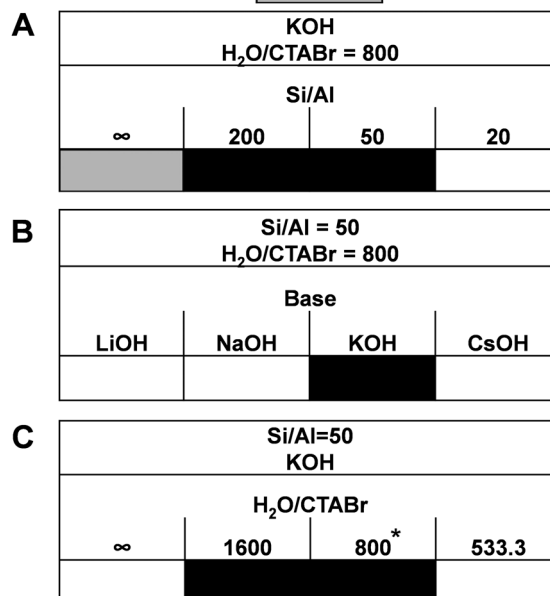 A
KOH
H₂O/CTABr = 800
Si/Al
∞ 200 50 20
B
Si/Al = 50
H₂O/CTABr = 800
Base
LiOH NaOH KOH CsOH
C
Si/Al=50
KOH
H₂O/CTABr
∞ 1600 800* 533.3